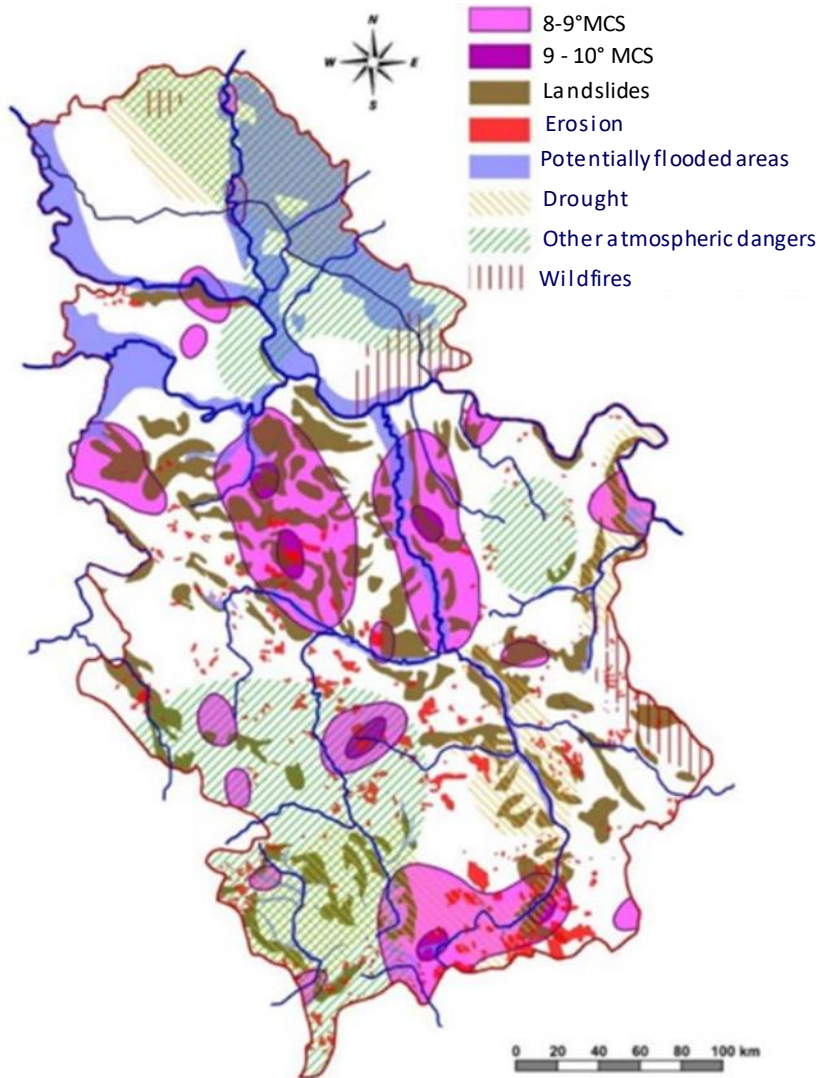 N
W E
S
8-9°MCS
9 - 10° MCS
Landslides
Erosion
Potentially flooded areas
Drought
Other atmospheric dangers
Wildfires
0 20 40 60 80 100 km